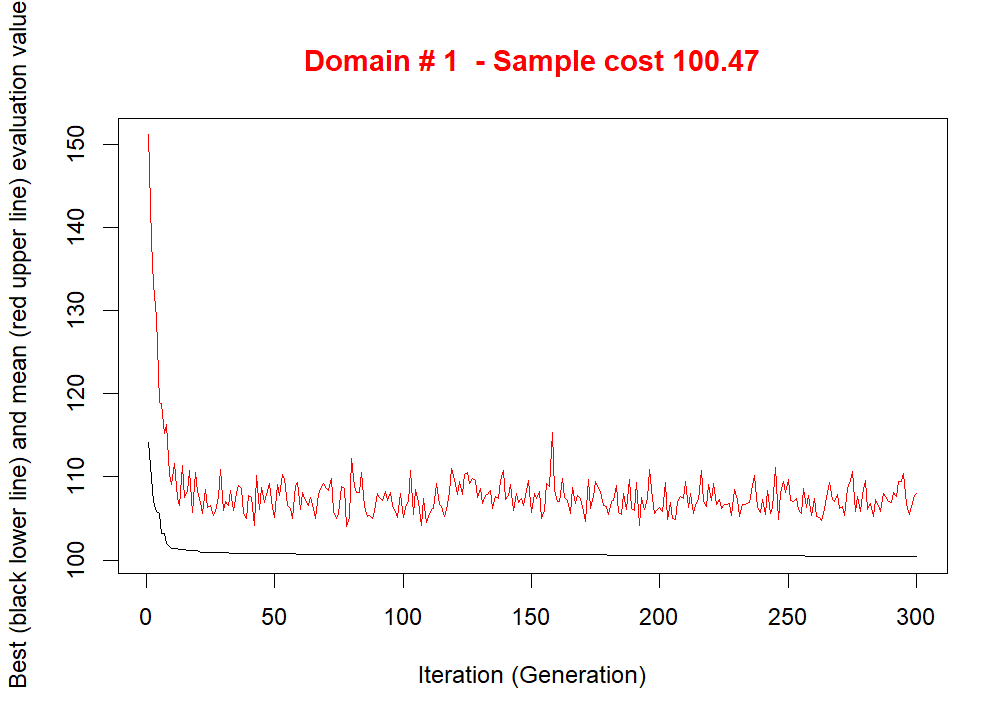 Domain # 1  - Sample cost 100.47
Best (black lower line) and mean (red upper line) evaluation value
150
140
130
120
110
100
0 50 100 150 200 250 300
Iteration (Generation)